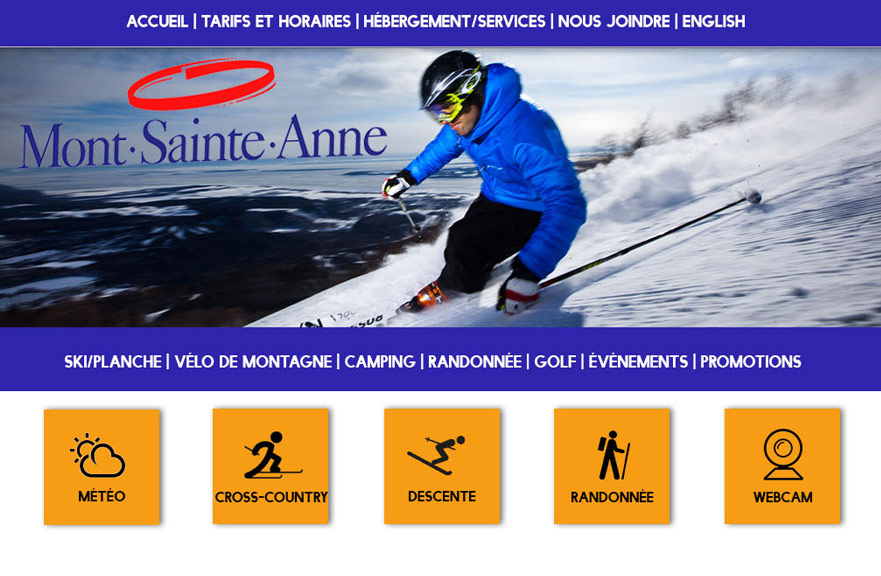 ACCUEIL | TARIFS ET HORAIRES | HÉBERGEMENT/SERVICES | NOUS JOINDRE | ENGLISH
Mont·Sainte·Anne
SKI/PLANCHE | VÉLO DE MONTAGNE | CAMPING | RANDONNÉE | GOLF | ÉVÈNEMENTS | PROMOTIONS
MÉTÉO
CROSS-COUNTRY
DESCENTE
RANDONNÉE
WEBCAM